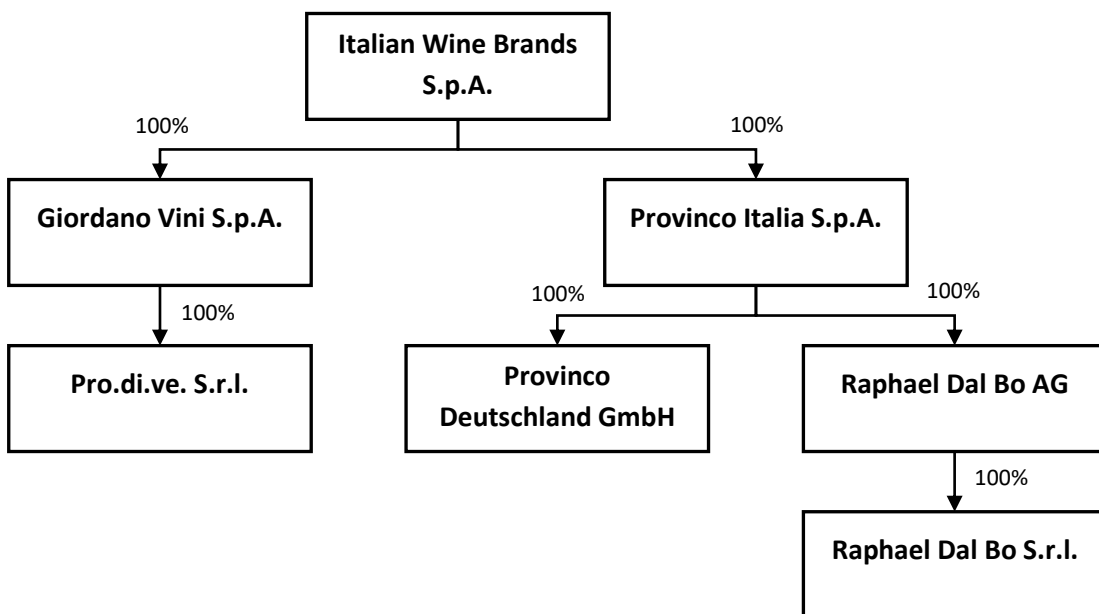 Italian Wine Brands
S.p.A.
100%
100%
Giordano Vini S.p.A.
Provinco Italia S.p.A.
100%
100%
100%
Pro.di.ve. S.r.l.
Provinco
Deutschland GmbH
Raphael Dal Bo AG
100%
Raphael Dal Bo S.r.l.